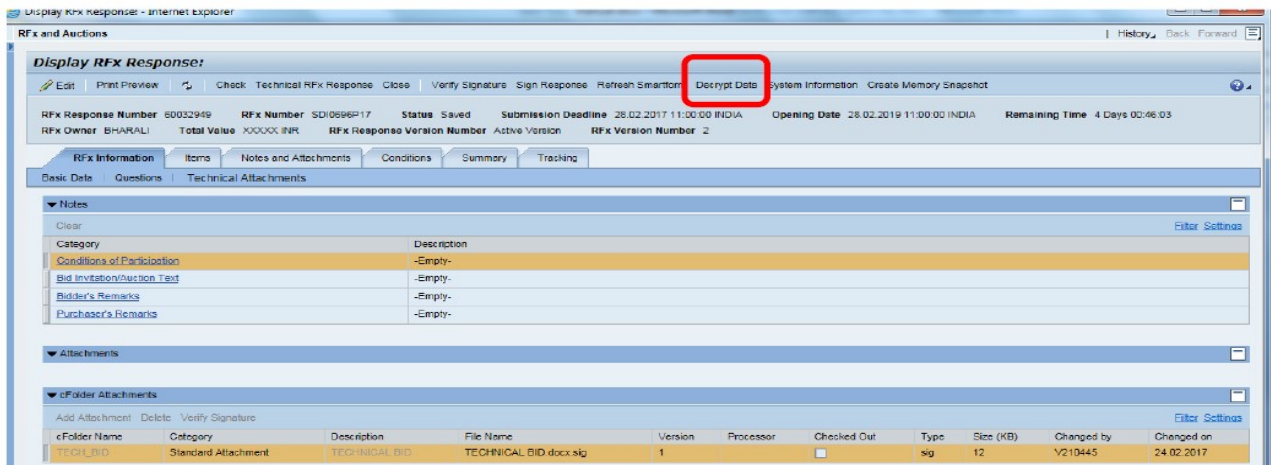 Display RFx Response: - Internet Explorer
RFx and Auctions
History Back Forward
Display RFx Response:
Edit Print Preview Check Technical RFx Response Close Verify Signature Sign Response Refresh Smartform Decrypt Data System Information Create Memory Snapshot
RFx Response Number 60032949 RFx Number SDI0696P17 Status Saved Submission Deadline 28.02.2017 11:00:00 INDIA Opening Date 28.02.2019 11:00:00 INDIA Remaining Time 4 Days 00:46:03
RFx Owner BHARALI Total Value XXXXX INR RFx Response Version Number Active Version RFx Version Number 2
RFx Information Items Notes and Attachments Conditions Summary Tracking
Basic Data Questions Technical Attachments
Notes
Clear Filter Settings
Category Description
Conditions of Participation -Empty-
Bid Invitation/Auction Text -Empty-
Bidder's Remarks -Empty-
Purchaser's Remarks -Empty-
Attachments
cFolder Attachments
Add Attachment Delete Verify Signature Filter Settings
cFolder Name Category Description File Name Version Processor Checked Out Type Size (KB) Changed by Changed on
TECH_BID Standard Attachment TECHNICAL BID TECHNICAL BID.docx.sig 1 sig 12 V210445 24.02.2017